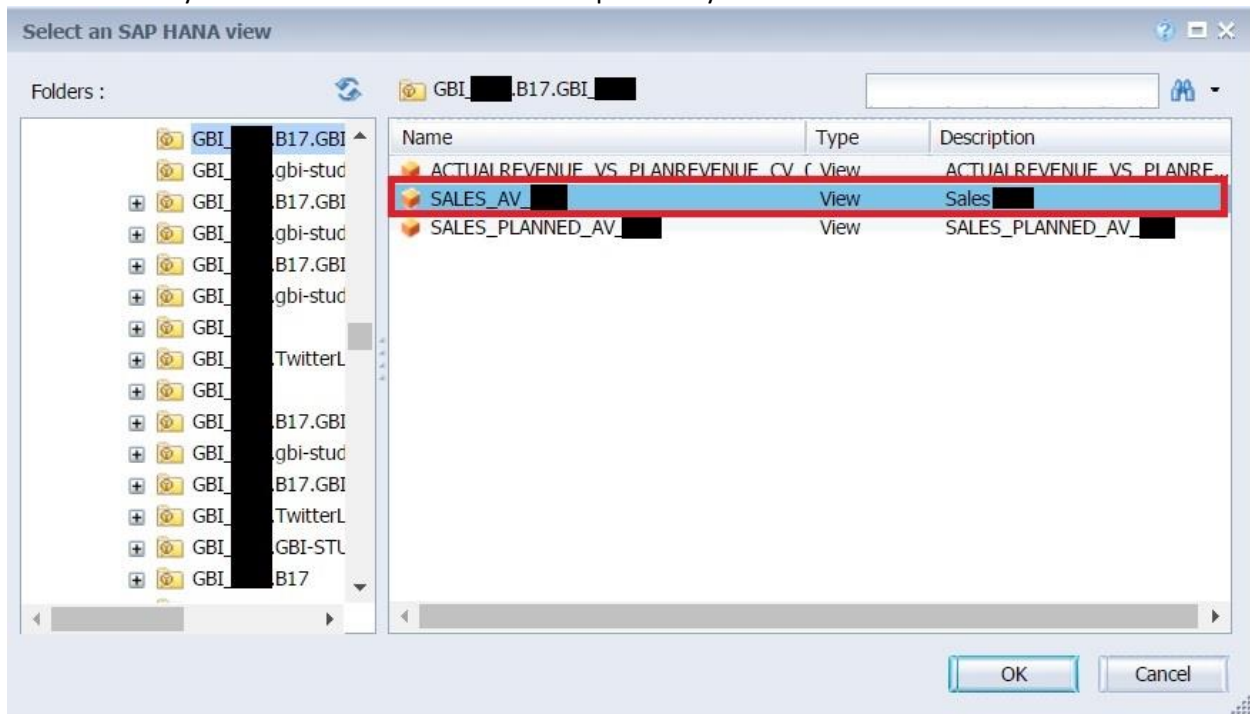 Select an SAP HANA view
Folders :
GBI_ .B17.GBI_
GBI_ .B17.GBI
GBI_ .gbi-stud
GBI_ .B17.GBI
GBI_ .gbi-stud
GBI_ .B17.GBI
GBI_ .gbi-stud
GBI_
GBI_ .TwitterL
GBI_
GBI_ .B17.GBI
GBI_ .gbi-stud
GBI_ .B17.GBI
GBI_ .TwitterL
GBI_ .GBI-STU
GBI_ .B17
Name Type Description
ACTUALREVENUE_VS_PLANREVENUE_CV_( View ACTUALREVENUE_VS_PLANRE...
SALES_AV_ View Sales
SALES_PLANNED_AV_ View SALES_PLANNED_AV_
OK Cancel